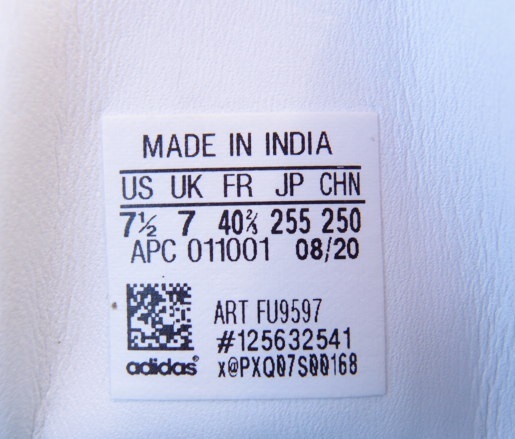 MADE IN INDIA
US UK FR JP CHN
7½ 7 40⅔ 255 250
APC 011001 08/20
ART FU9597
#125632541
adidas® x@PXQ07S00168